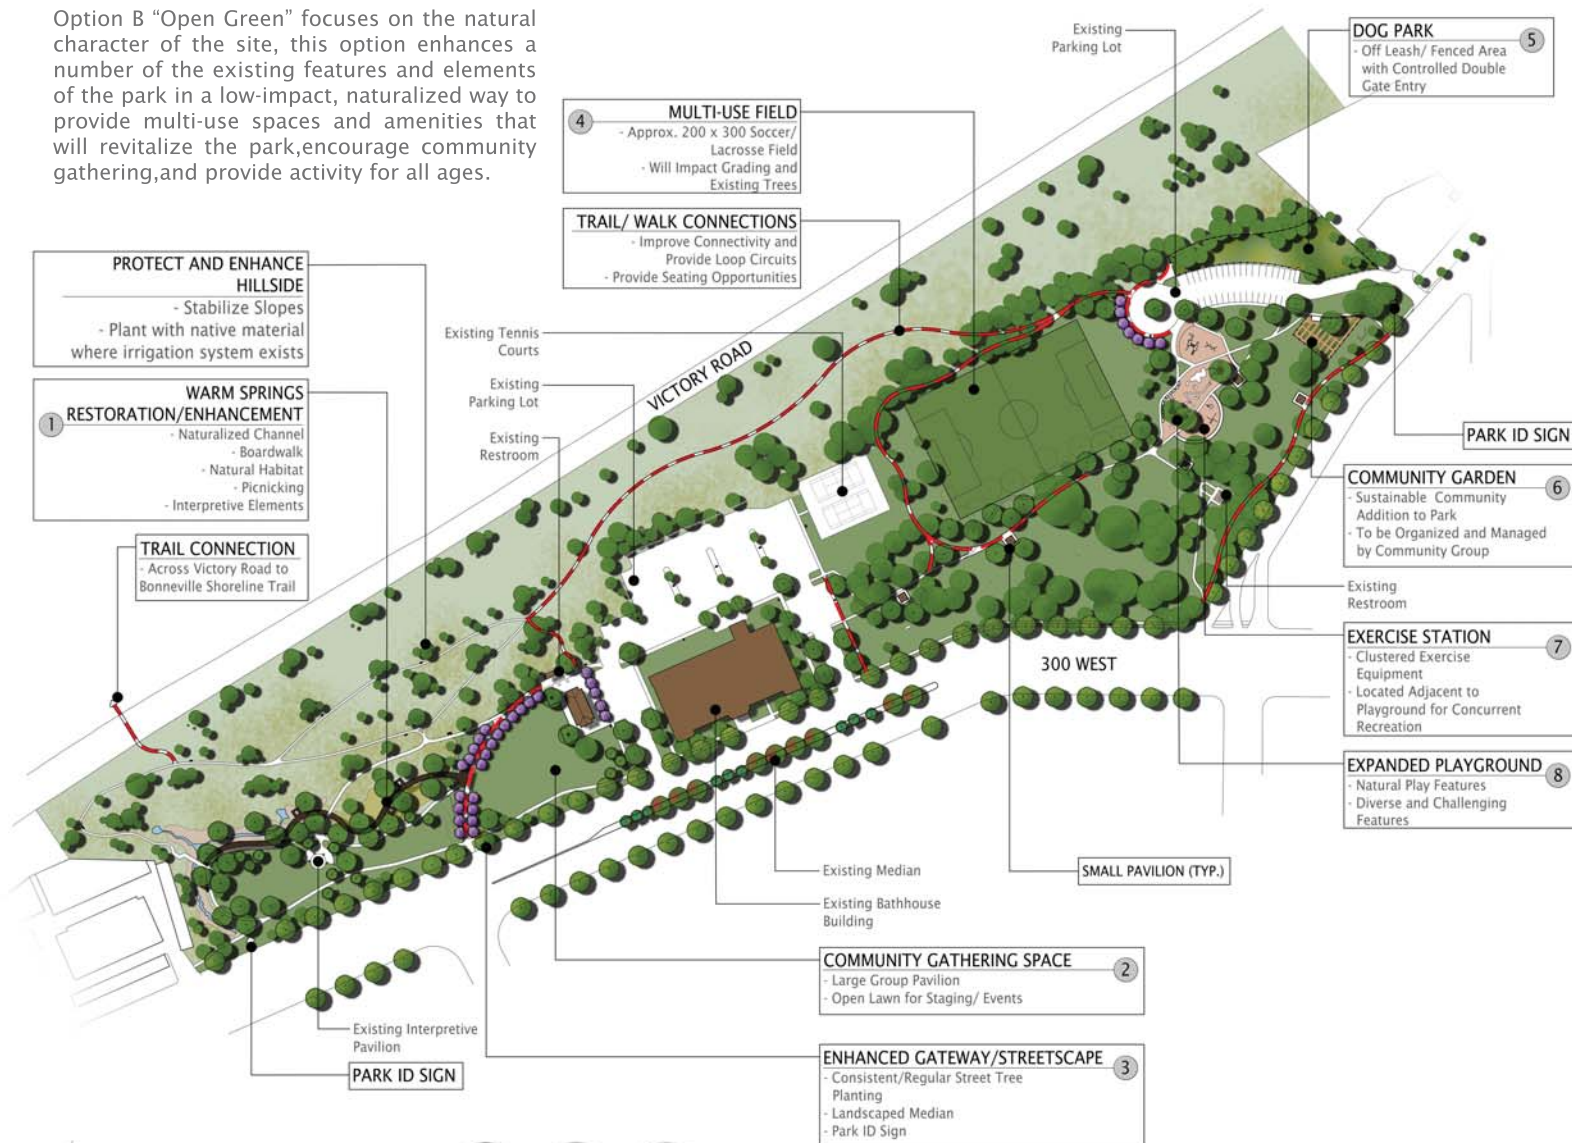 Option B “Open Green” focuses on the natural
character of the site, this option enhances a
number of the existing features and elements
of the park in a low-impact, naturalized way to
provide multi-use spaces and amenities that
will revitalize the park,encourage community
gathering,and provide activity for all ages.
Existing
Parking Lot
DOG PARK
5
- Off Leash/ Fenced Area
with Controlled Double
Gate Entry
4
MULTI-USE FIELD
- Approx. 200 x 300 Soccer/
Lacrosse Field
- Will Impact Grading and
Existing Trees
TRAIL/ WALK CONNECTIONS
- Improve Connectivity and
Provide Loop Circuits
- Provide Seating Opportunities
PROTECT AND ENHANCE
HILLSIDE
- Stabilize Slopes
- Plant with native material
where irrigation system exists
Existing Tennis
Courts
Existing
Parking Lot
Existing
Restroom
VICTORY ROAD
1
WARM SPRINGS
RESTORATION/ENHANCEMENT
- Naturalized Channel
- Boardwalk
- Natural Habitat
- Picnicking
- Interpretive Elements
TRAIL CONNECTION
- Across Victory Road to
Bonneville Shoreline Trail
PARK ID SIGN
COMMUNITY GARDEN
6
- Sustainable Community
Addition to Park
- To be Organized and Managed
by Community Group
Existing
Restroom
EXERCISE STATION
7
- Clustered Exercise
Equipment
- Located Adjacent to
Playground for Concurrent
Recreation
300 WEST
EXPANDED PLAYGROUND
8
- Natural Play Features
- Diverse and Challenging
Features
SMALL PAVILION (TYP.)
Existing Median
Existing Bathhouse
Building
COMMUNITY GATHERING SPACE
2
- Large Group Pavilion
- Open Lawn for Staging/ Events
Existing Interpretive
Pavilion
PARK ID SIGN
ENHANCED GATEWAY/STREETSCAPE
3
- Consistent/Regular Street Tree
Planting
- Landscaped Median
- Park ID Sign